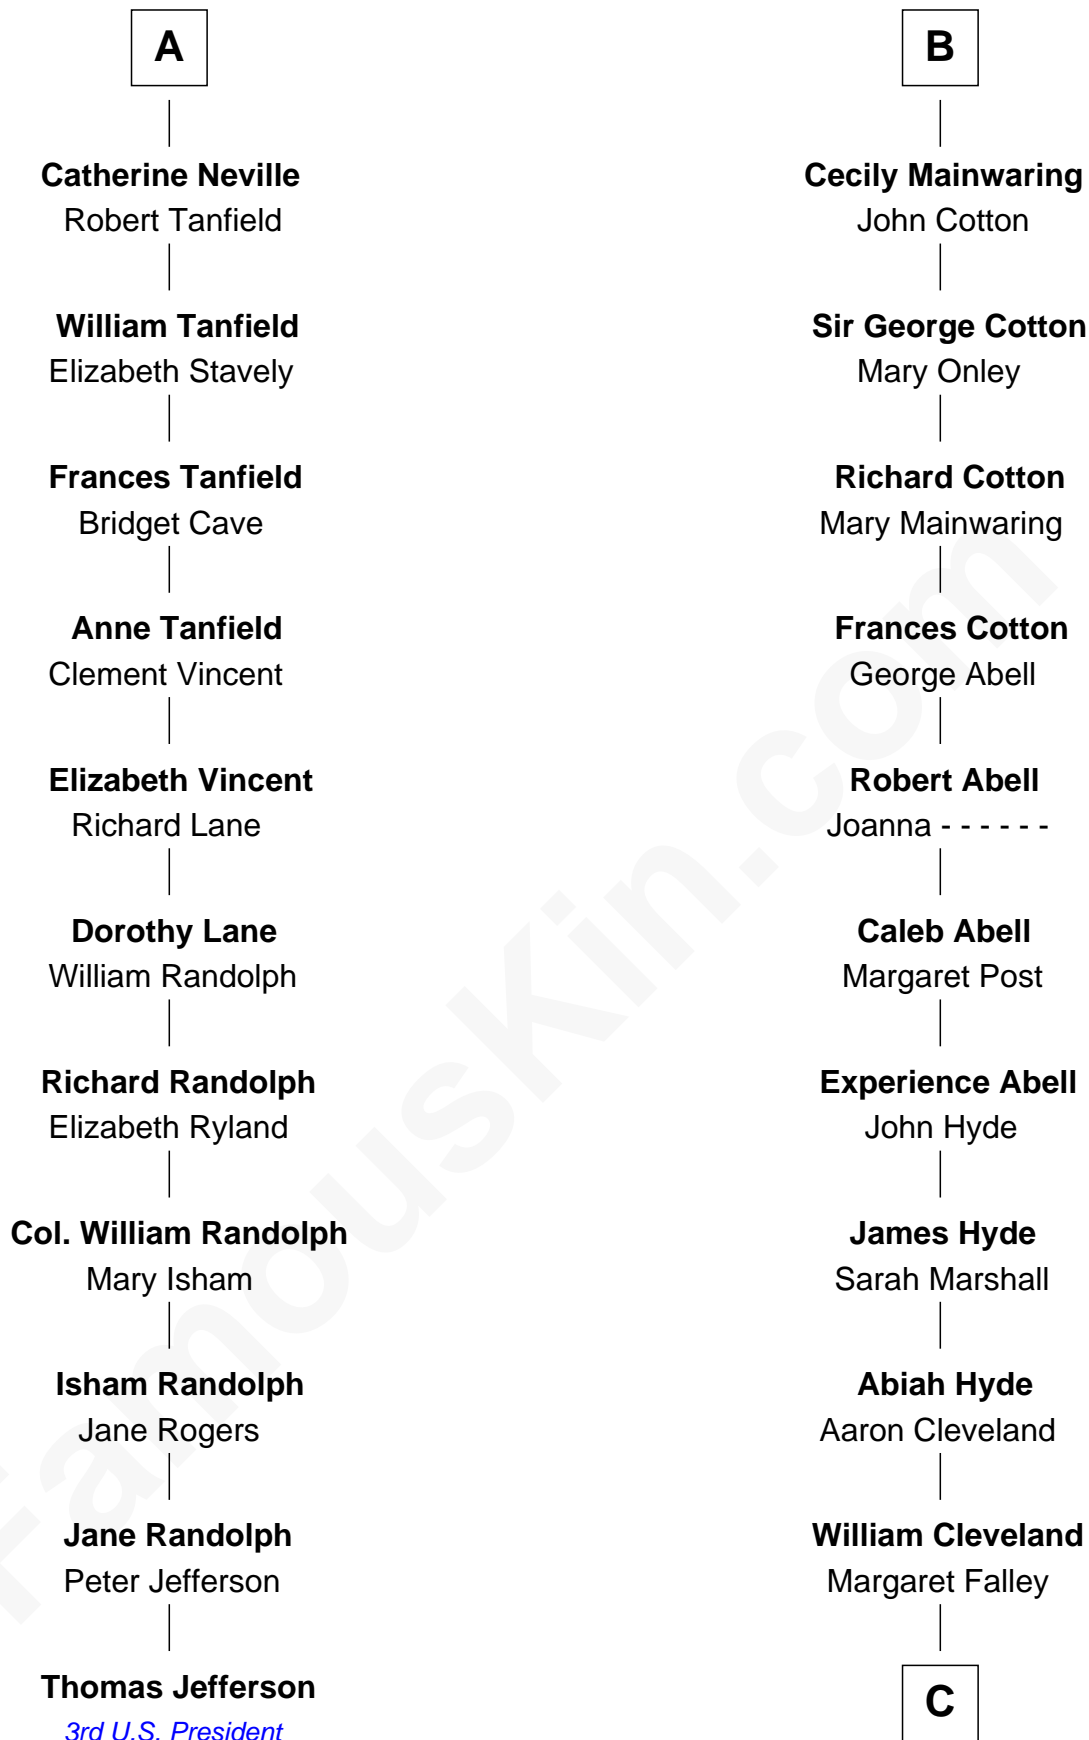 A
Catherine Neville
Robert Tanfield
William Tanfield
Elizabeth Stavely
Frances Tanfield
Bridget Cave
Anne Tanfield
Clement Vincent
Elizabeth Vincent
Richard Lane
Dorothy Lane
William Randolph
Richard Randolph
Elizabeth Ryland
Col. William Randolph
Mary Isham
Isham Randolph
Jane Rogers
Jane Randolph
Peter Jefferson
Thomas Jefferson
3rd U.S. President
B
Cecily Mainwaring
John Cotton
Sir George Cotton
Mary Onley
Richard Cotton
Mary Mainwaring
Frances Cotton
George Abell
Robert Abell
Joanna - - - - - -
Caleb Abell
Margaret Post
Experience Abell
John Hyde
James Hyde
Sarah Marshall
Abiah Hyde
Aaron Cleveland
William Cleveland
Margaret Falley
C
FamousKin.com